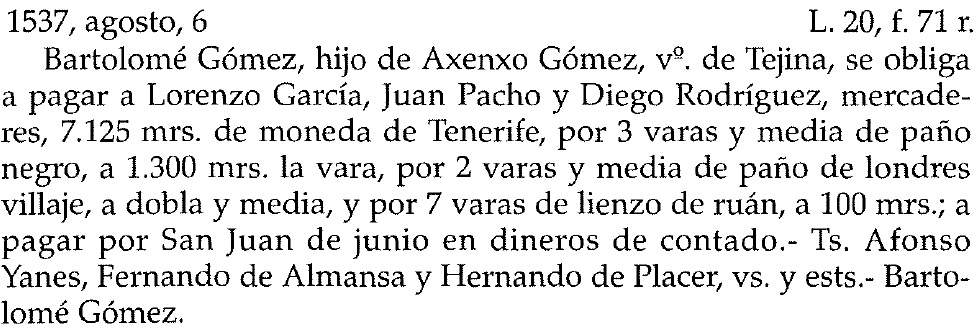 1537, agosto, 6 L. 20, f. 71 r.
Bartolomé Gómez, hijo de Axenxo Gómez, vº. de Tejina, se obliga
a pagar a Lorenzo García, Juan Pacho y Diego Rodríguez, mercade-
res, 7.125 mrs. de moneda de Tenerife, por 3 varas y media de paño
negro, a 1.300 mrs. la vara, por 2 varas y media de paño de londres
villaje, a dobla y media, y por 7 varas de lienzo de ruán, a 100 mrs.; a
pagar por San Juan de junio en dineros de contado.- Ts. Afonso
Yanes, Fernando de Almansa y Hernando de Placer, vs. y ests.- Barto-
lomé Gómez.